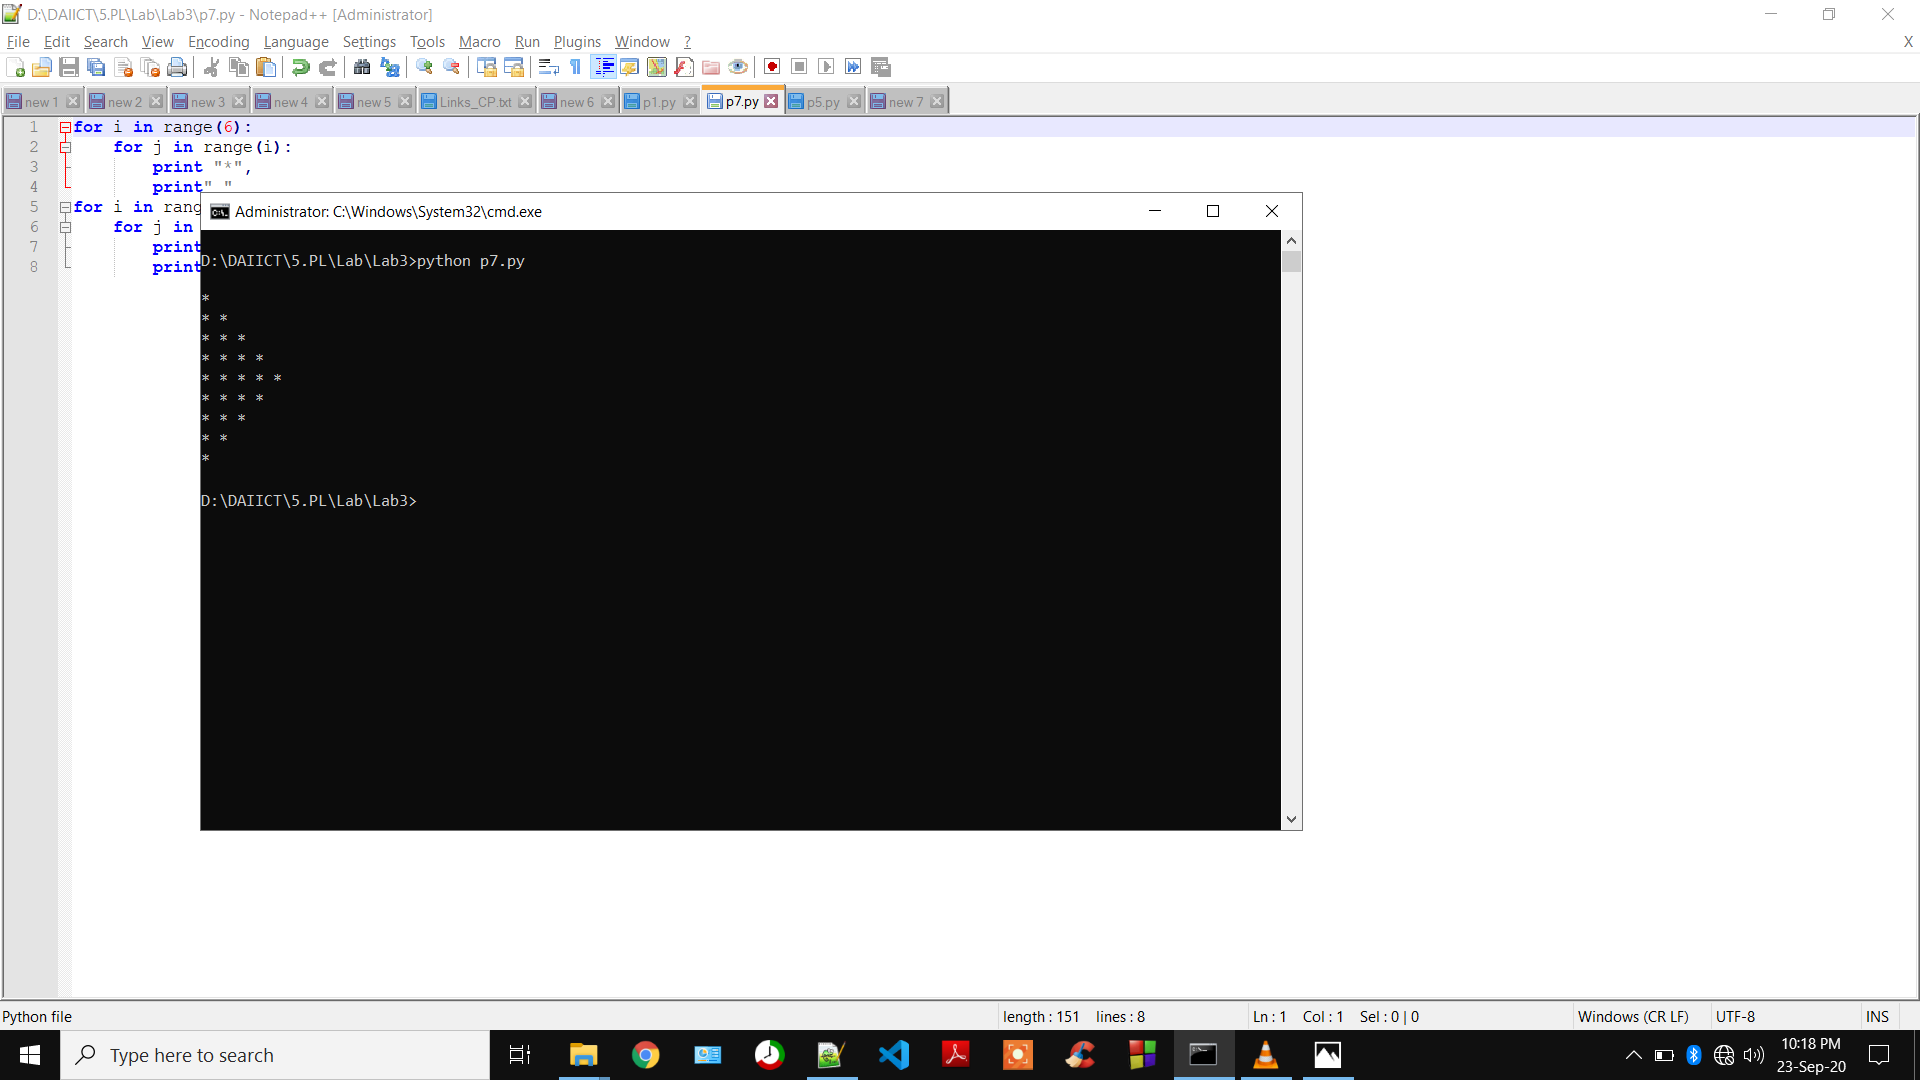 D:\DAIICT\5.PL\Lab\Lab3\p7.py - Notepad++ [Administrator]
File Edit Search View Encoding Language Settings Tools Macro Run Plugins Window ? X
new 1 new 2 new 3 new 4 new 5 Links_CP.txt new 6 p1.py p7.py p5.py new 7
1 for i in range(6):
2 for j in range(i):
3 print "*",
4 print" "
5 for i in rang
6 for j in
7 print
8 print
Administrator: C:\Windows\System32\cmd.exe
D:\DAIICT\5.PL\Lab\Lab3>python p7.py
*
* *
* * *
* * * *
* * * * *
* * * *
* * *
* *
*
D:\DAIICT\5.PL\Lab\Lab3>
Python file length : 151 lines : 8 Ln : 1 Col : 1 Sel : 0 | 0 Windows (CR LF) UTF-8 INS
Type here to search
10:18 PM
23-Sep-20